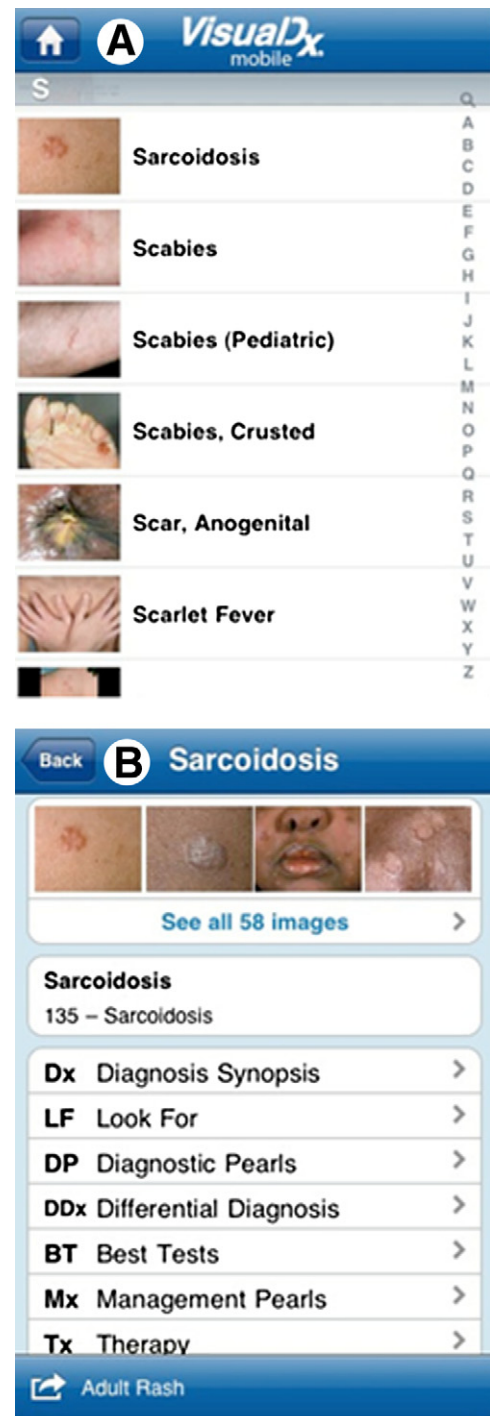 A
VisualDx
mobile
S
A
B
C
D
E
F
G
H
I
J
K
L
M
N
O
P
Q
R
S
T
U
V
W
X
Y
Z
Sarcoidosis
Scabies
Scabies (Pediatric)
Scabies, Crusted
Scar, Anogenital
Scarlet Fever
Back
B
Sarcoidosis
See all 58 images
Sarcoidosis
135 – Sarcoidosis
Dx Diagnosis Synopsis
LF Look For
DP Diagnostic Pearls
DDx Differential Diagnosis
BT Best Tests
Mx Management Pearls
Tx Therapy
Adult Rash